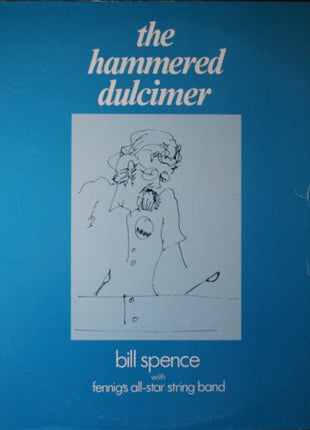 the
hammered
dulcimer
bill spence
with
fennig's all-star string band